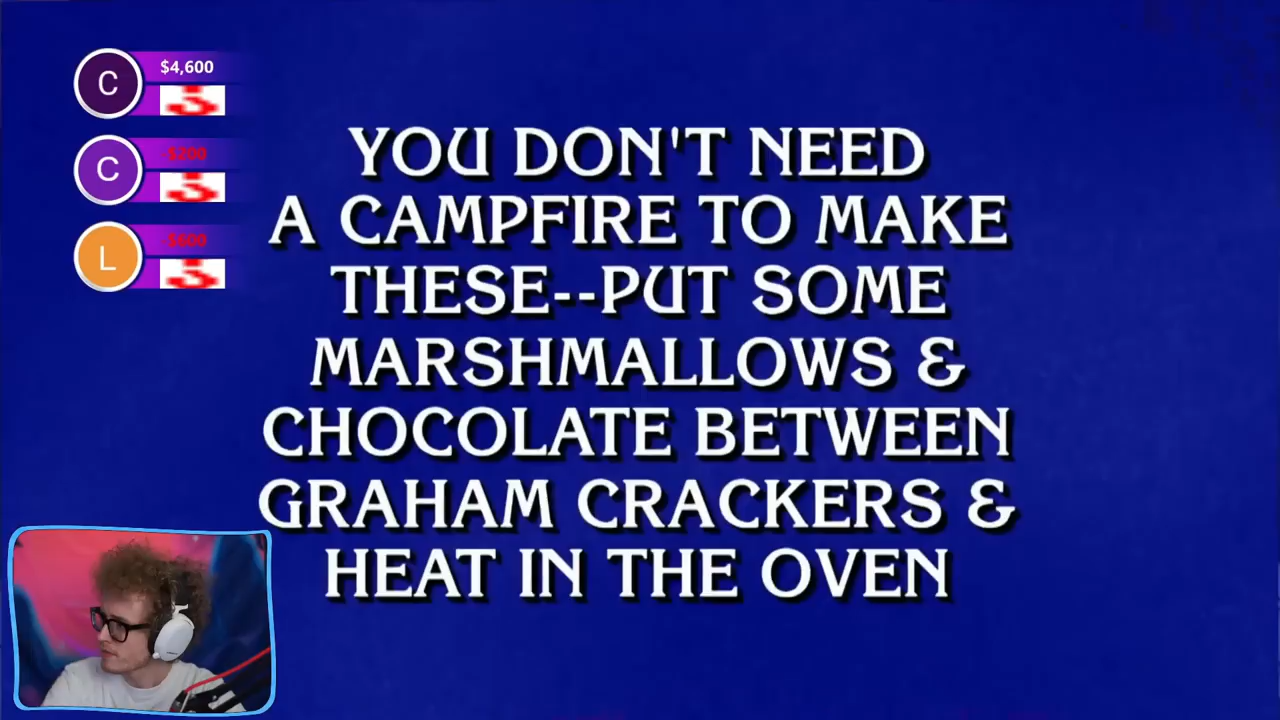 C $4,600
C -$200
L -$600
YOU DON'T NEED
A CAMPFIRE TO MAKE
THESE--PUT SOME
MARSHMALLOWS &
CHOCOLATE BETWEEN
GRAHAM CRACKERS &
HEAT IN THE OVEN